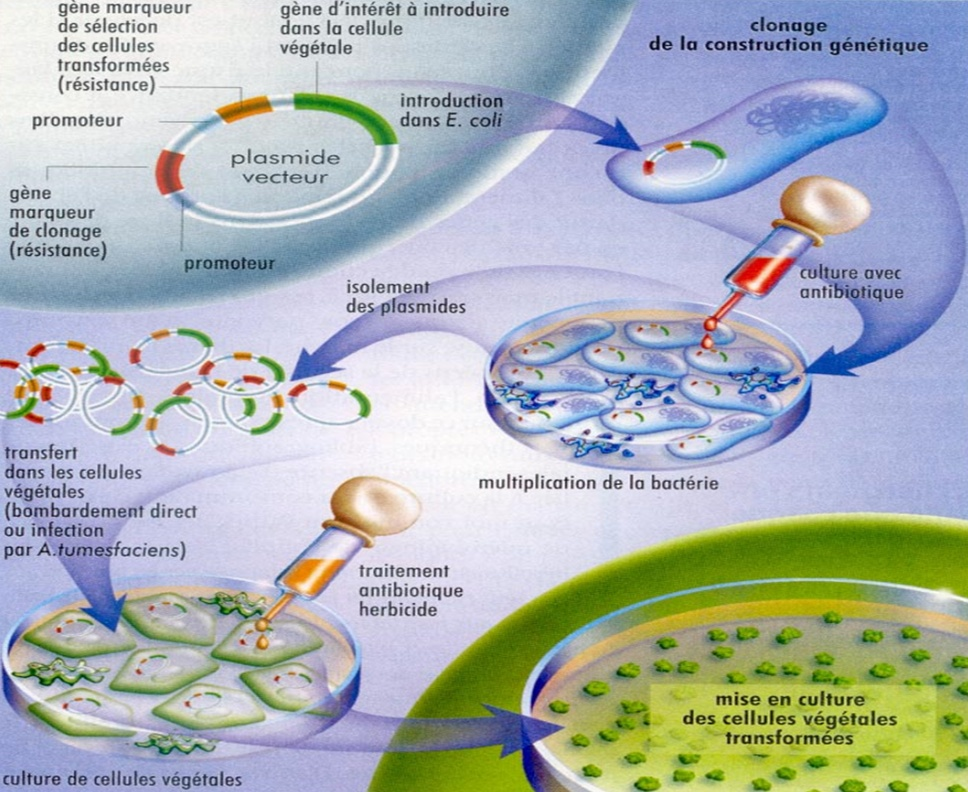 gène marqueur
de sélection
des cellules
transformées
(résistance)
gène d'intérêt à introduire
dans la cellule
végétale
clonage
de la construction génétique
promoteur
introduction
dans E. coli
plasmide
vecteur
gène
marqueur
de clonage
(résistance)
promoteur
culture avec
antibiotique
isolement
des plasmides
multiplication de la bactérie
transfert
dans les cellules
végétales
(bombardement direct
ou infection
par A.tumesfaciens)
traitement
antibiotique
herbicide
mise en culture
des cellules végétales
transformées
culture de cellules végétales